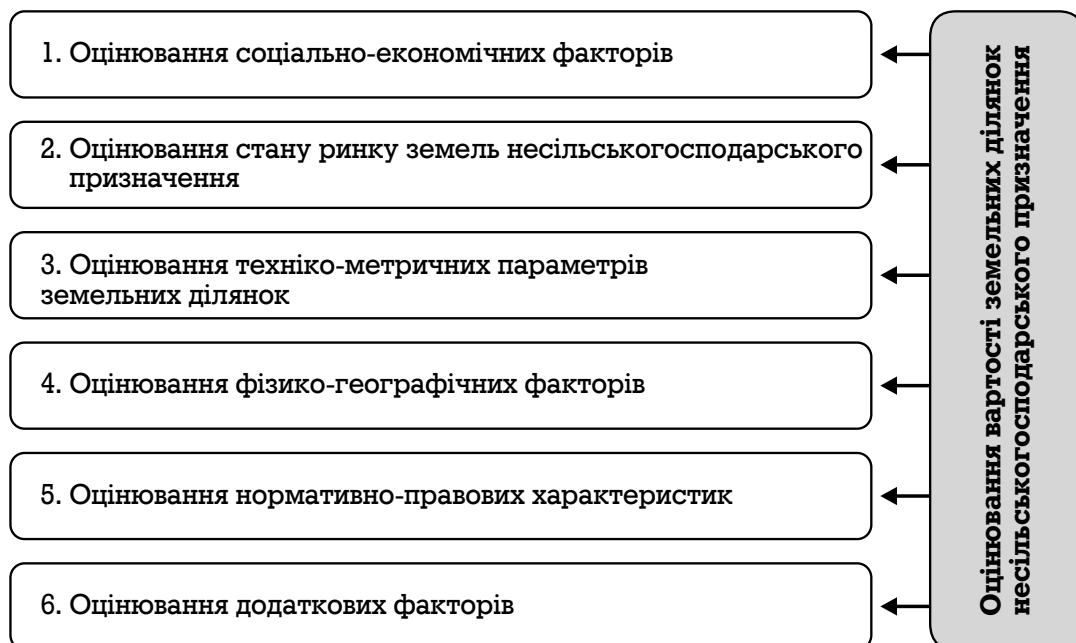 1. Оцінювання соціально-економічних факторів
2. Оцінювання стану ринку земель несільськогосподарського
призначення
3. Оцінювання техніко-метричних параметрів
земельних ділянок
4. Оцінювання фізико-географічних факторів
5. Оцінювання нормативно-правових характеристик
6. Оцінювання додаткових факторів
Оцінювання вартості земельних ділянок
несільськогосподарського призначення